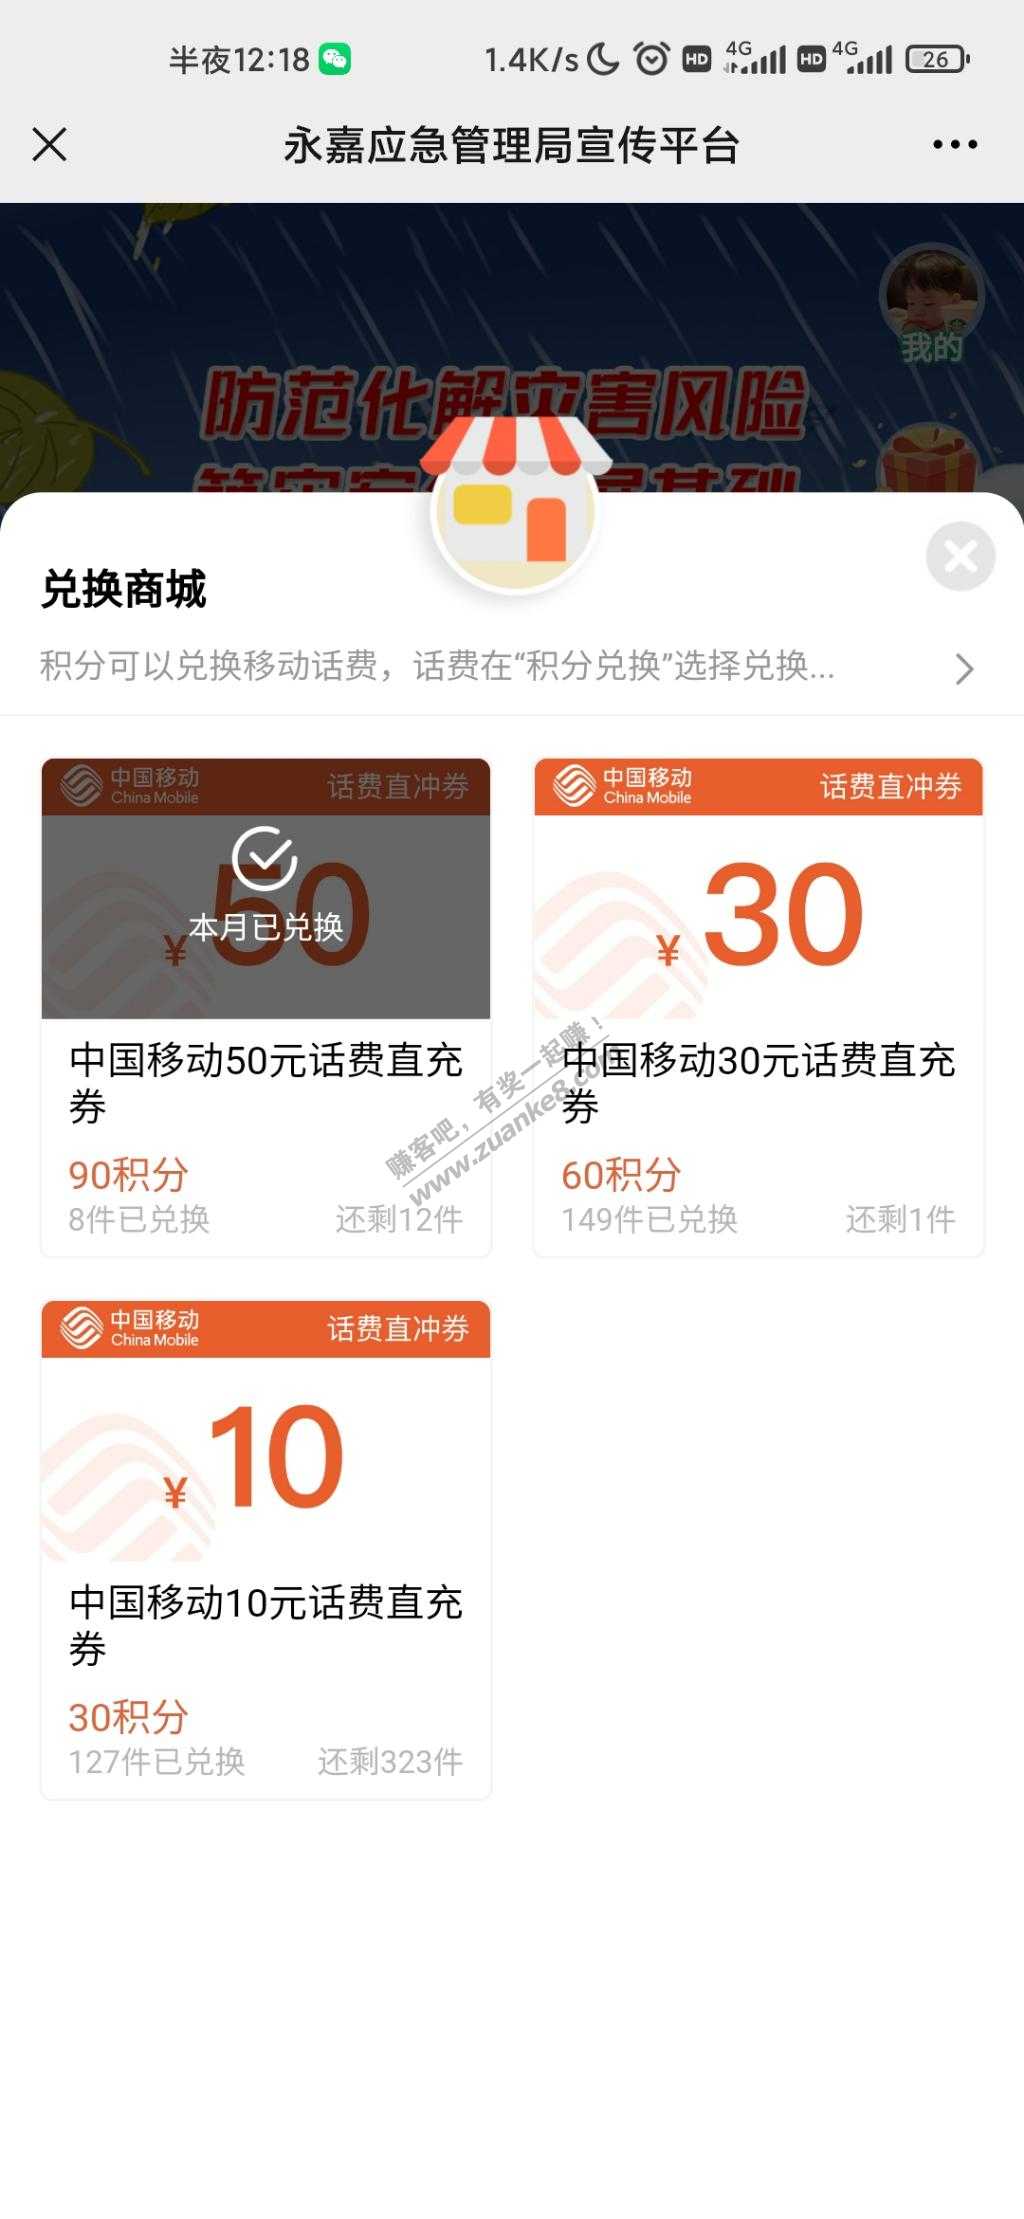 半夜12:18
1.4K/s HD 4G HD 4G 26
永嘉应急管理局宣传平台
我的
防范化解灾害风险
兑换商城
积分可以兑换移动话费，话费在“积分兑换”选择兑换...
中国移动
China Mobile
话费直冲券
¥ 50
本月已兑换
中国移动50元话费直充
券
90积分
8件已兑换 还剩12件
中国移动
China Mobile
话费直冲券
¥ 30
中国移动30元话费直充
券
60积分
149件已兑换 还剩1件
赚客吧，有奖一起赚！
www.zuanke8.com
中国移动
China Mobile
话费直冲券
¥ 10
中国移动10元话费直充
券
30积分
127件已兑换 还剩323件